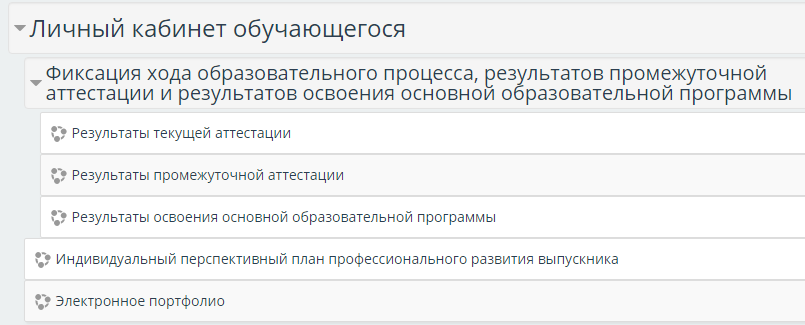 Личный кабинет обучающегося
Фиксация хода образовательного процесса, результатов промежуточной
аттестации и результатов освоения основной образовательной программы
Результаты текущей аттестации
Результаты промежуточной аттестации
Результаты освоения основной образовательной программы
Индивидуальный перспективный план профессионального развития выпускника
Электронное портфолио